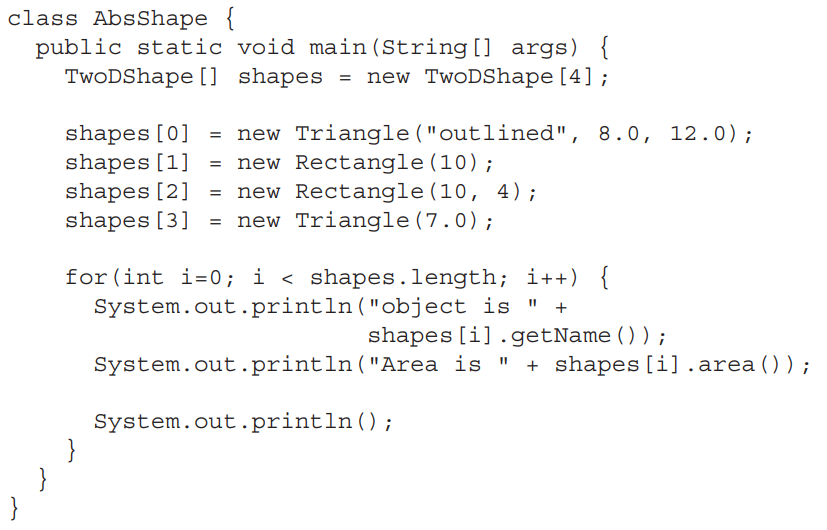 class AbsShape {
  public static void main(String[] args) {
    TwoDShape[] shapes = new TwoDShape[4];

    shapes[0] = new Triangle("outlined", 8.0, 12.0);
    shapes[1] = new Rectangle(10);
    shapes[2] = new Rectangle(10, 4);
    shapes[3] = new Triangle(7.0);

    for(int i=0; i < shapes.length; i++) {
      System.out.println("object is " +
                         shapes[i].getName());
      System.out.println("Area is " + shapes[i].area());

      System.out.println();
    }
  }
}